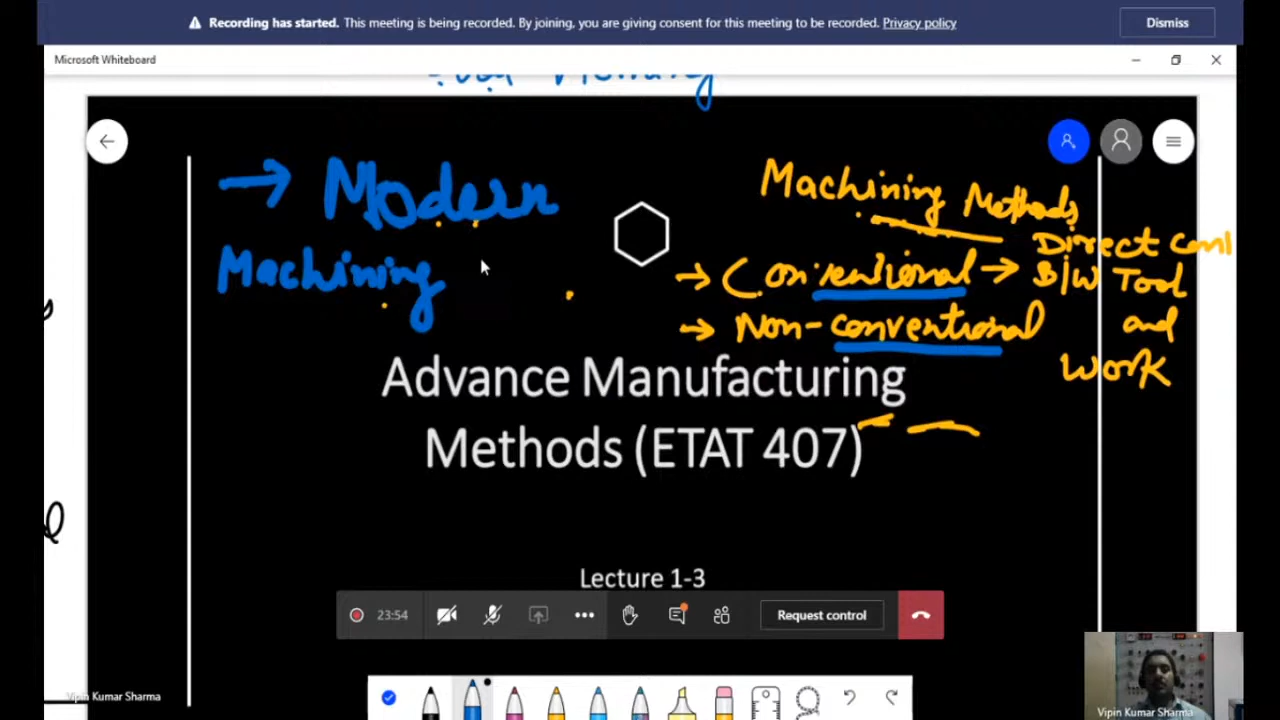 Recording has started. This meeting is being recorded. By joining, you are giving consent for this meeting to be recorded. Privacy policy
Dismiss
Microsoft Whiteboard
→ Modern
Machining
Machining Methods
→ Conventional → Direct
B/W Tool
and
Work
→ Non-conventional
Advance Manufacturing
Methods (ETAT 407)
Lecture 1-3
23:54
Request control
Vipin Kumar Sharma
Vipin Kumar Sharma